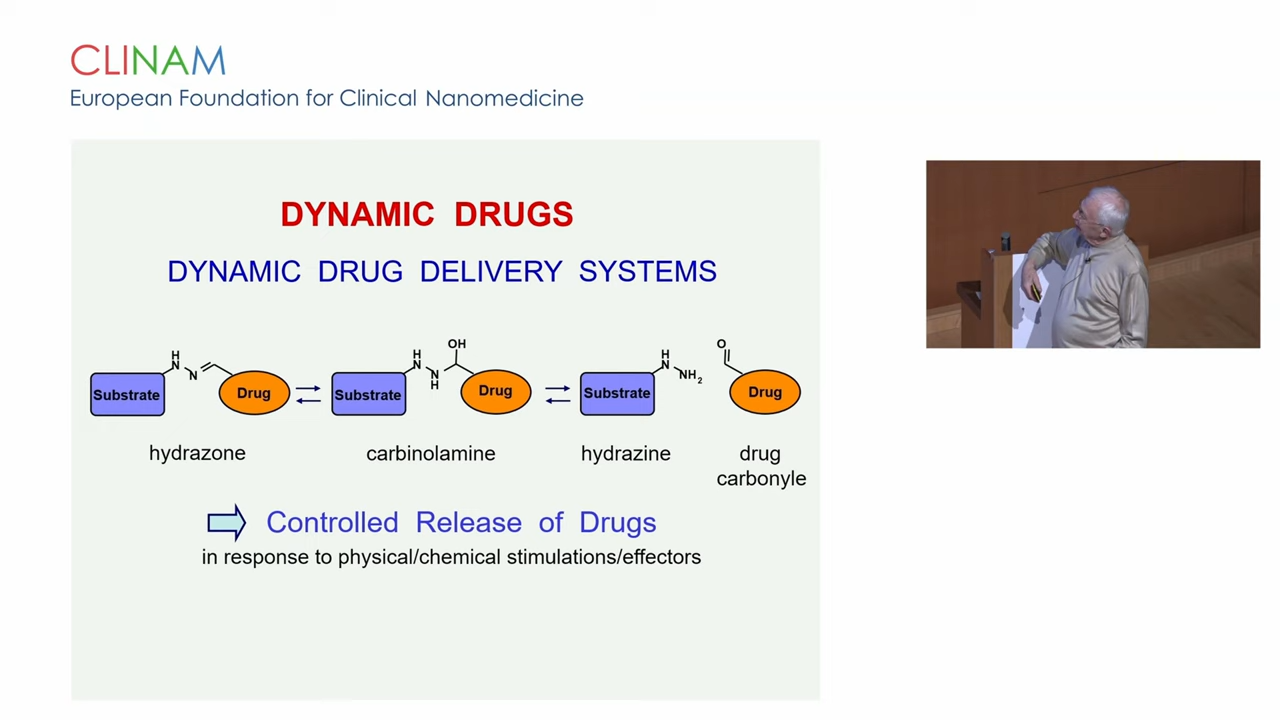 CLINAM
European Foundation for Clinical Nanomedicine
DYNAMIC DRUGS
DYNAMIC DRUG DELIVERY SYSTEMS
Substrate
H
N
N
Drug
Substrate
H
N
N
H
OH
Drug
Substrate
H
N
NH2
O
Drug
hydrazone
carbinolamine
hydrazine
drug
carbonyle
Controlled Release of Drugs
in response to physical/chemical stimulations/effectors